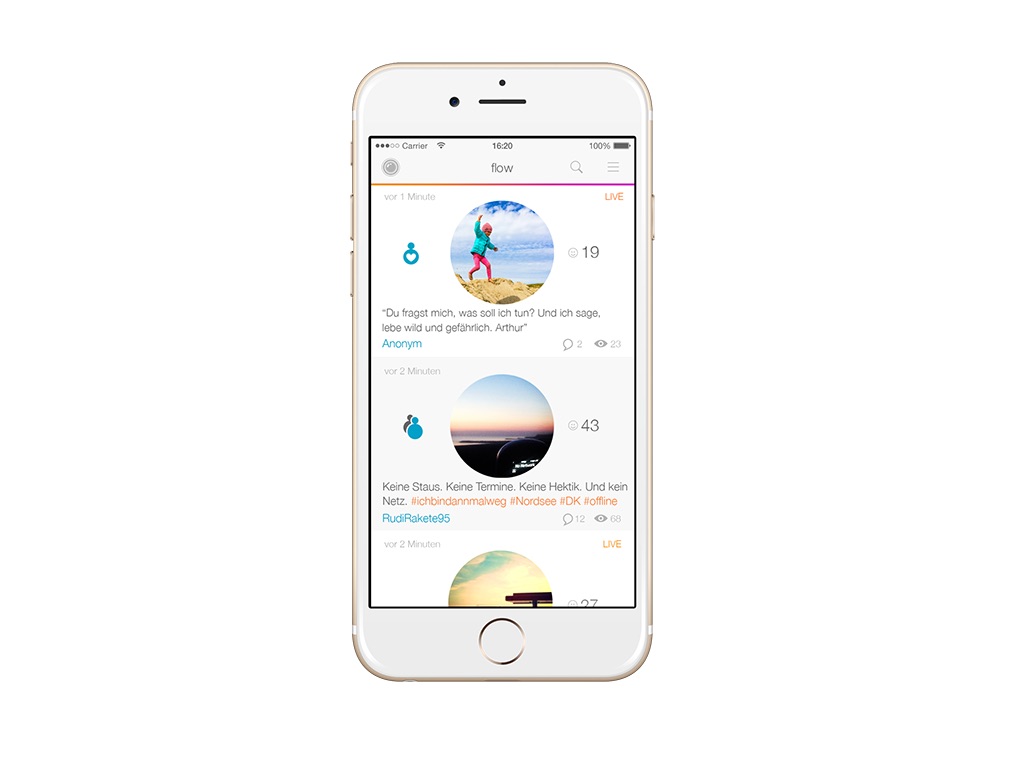 Carrier 16:20 100%
flow
vor 1 Minute LIVE
19
“Du fragst mich, was soll ich tun? Und ich sage,
lebe wild und gefährlich. Arthur”
Anonym 2 23
vor 2 Minuten
43
Keine Staus. Keine Termine. Keine Hektik. Und kein
Netz. #ichbindannmalweg #Nordsee #DK #offline
RudiRakete95 12 68
vor 2 Minuten LIVE
27